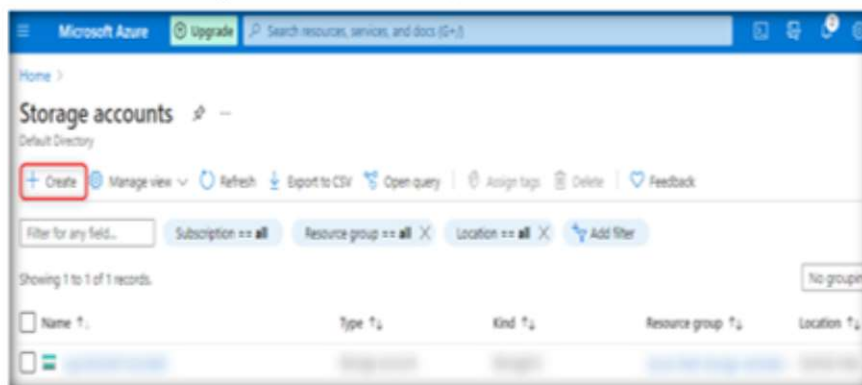 Microsoft Azure Upgrade Search resources, services, and docs (G+/)
Home >
Storage accounts
Default Directory
+ Create Manage view Refresh Export to CSV Open query Assign tags Delete Feedback
Filter for any field... Subscription == all Resource group == all Location == all Add filter
Showing 1 to 1 of 1 records. No grouping
Name Type Kind Resource group Location